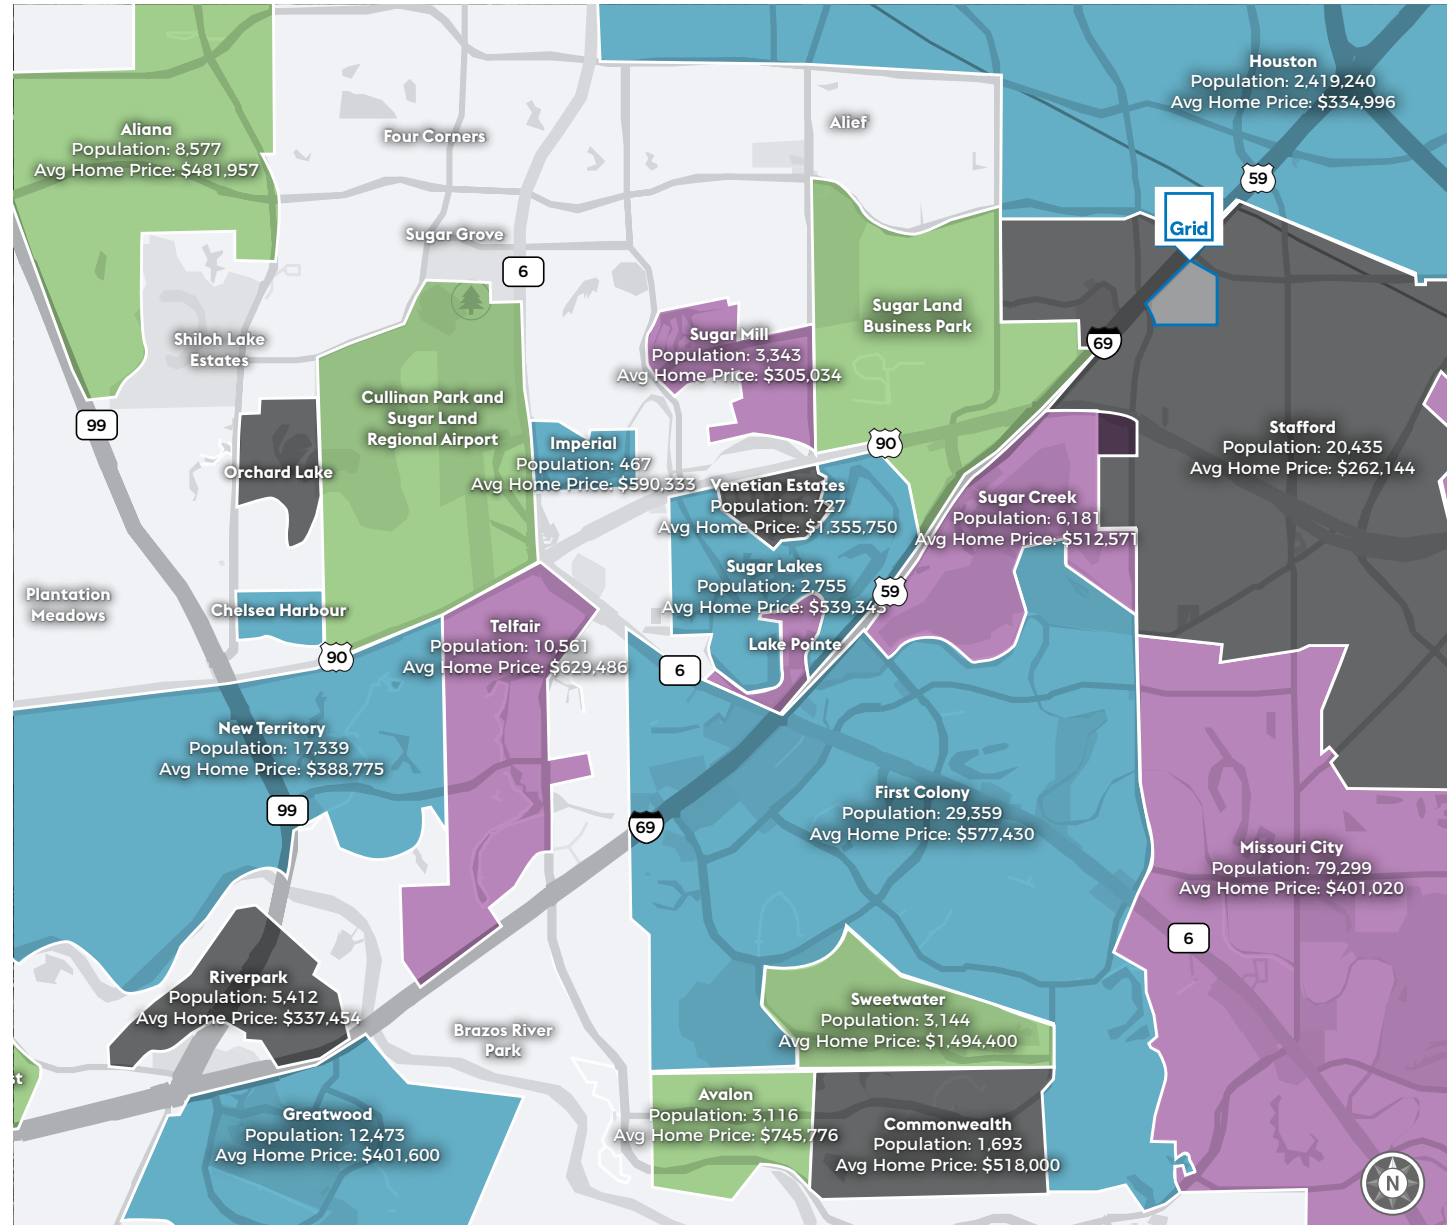 Houston
Population: 2,419,240
Avg Home Price: $334,996
Aliana
Population: 8,577
Avg Home Price: $481,957
Four Corners
Alief
59
Grid
Sugar Grove
6
Shiloh Lake
Estates
Sugar Land
Business Park
Sugar Mill
Population: 3,343
Avg Home Price: $305,034
69
99
Cullinan Park and
Sugar Land
Regional Airport
Stafford
Population: 20,435
Avg Home Price: $262,144
Orchard Lake
Imperial
Population: 467
Avg Home Price: $590,333
90
Venetian Estates
Population: 727
Avg Home Price: $1,355,750
Sugar Creek
Population: 6,181
Avg Home Price: $512,571
Sugar Lakes
Population: 2,755
Avg Home Price: $539,345
59
Plantation
Meadows
Chelsea Harbour
90
Telfair
Population: 10,561
Avg Home Price: $629,486
Lake Pointe
6
New Territory
Population: 17,339
Avg Home Price: $388,775
99
69
First Colony
Population: 29,359
Avg Home Price: $577,430
Missouri City
Population: 79,299
Avg Home Price: $401,020
6
Riverpark
Population: 5,412
Avg Home Price: $337,454
Brazos River
Park
Sweetwater
Population: 3,144
Avg Home Price: $1,494,400
st
Greatwood
Population: 12,473
Avg Home Price: $401,600
Avalon
Population: 3,116
Avg Home Price: $745,776
Commonwealth
Population: 1,693
Avg Home Price: $518,000
N